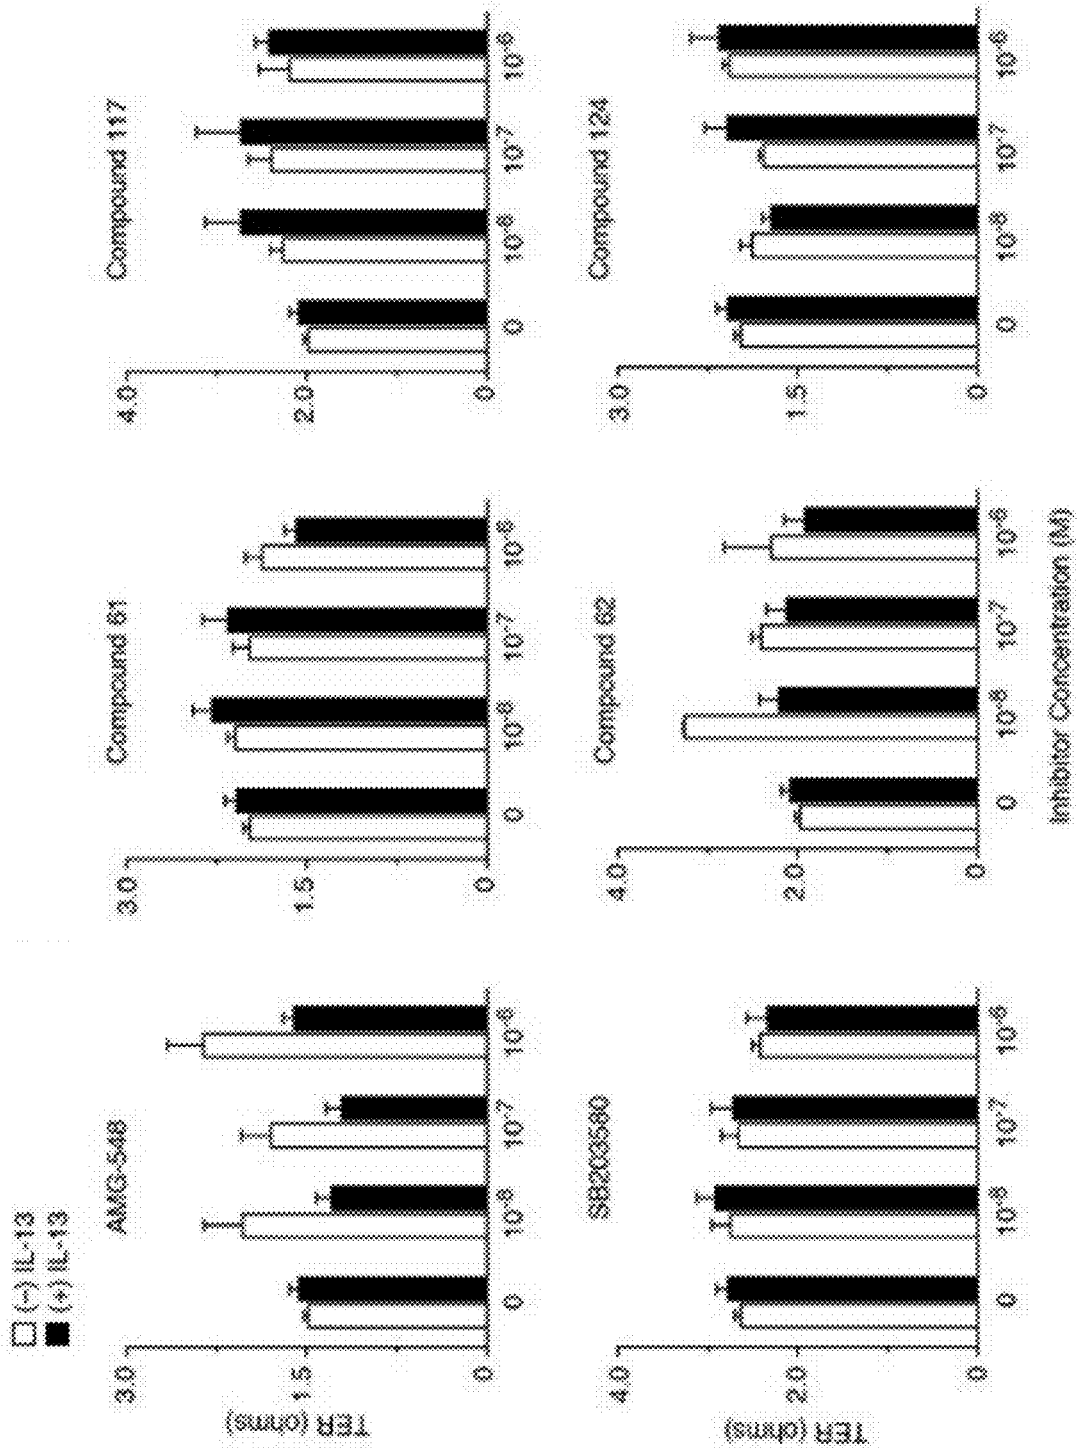 (−) IL-13
(+) IL-13
AMG-548
TER (ohms)
3.0
1.5
0
0 10⁻⁸ 10⁻⁷ 10⁻⁶
Compound 61
3.0
1.5
0
0 10⁻⁸ 10⁻⁷ 10⁻⁶
Compound 117
4.0
2.0
0
0 10⁻⁸ 10⁻⁷ 10⁻⁶
SB203580
TER (ohms)
4.0
2.0
0
0 10⁻⁸ 10⁻⁷ 10⁻⁶
Compound 62
4.0
2.0
0
0 10⁻⁸ 10⁻⁷ 10⁻⁶
Compound 124
3.0
1.5
0
0 10⁻⁸ 10⁻⁷ 10⁻⁶
Inhibitor Concentration (M)